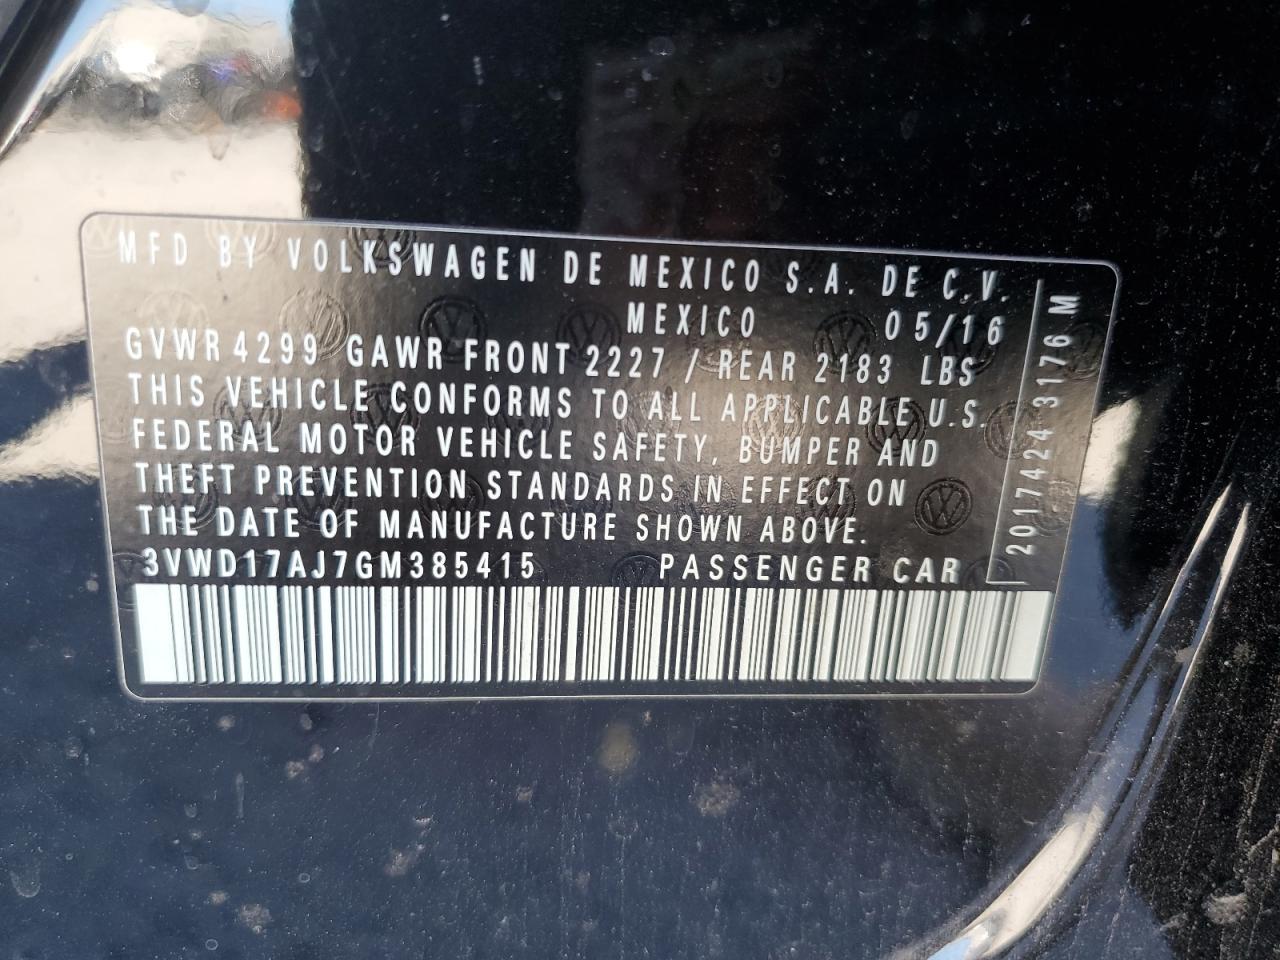 MFD BY VOLKSWAGEN DE MEXICO S.A. DE C.V.
MEXICO 05/16
GVWR 4299 GAWR FRONT 2227 / REAR 2183 LBS
THIS VEHICLE CONFORMS TO ALL APPLICABLE U.S.
FEDERAL MOTOR VEHICLE SAFETY, BUMPER AND
THEFT PREVENTION STANDARDS IN EFFECT ON
THE DATE OF MANUFACTURE SHOWN ABOVE.
3VWD17AJ7GM385415 PASSENGER CAR
2017424 3176 M